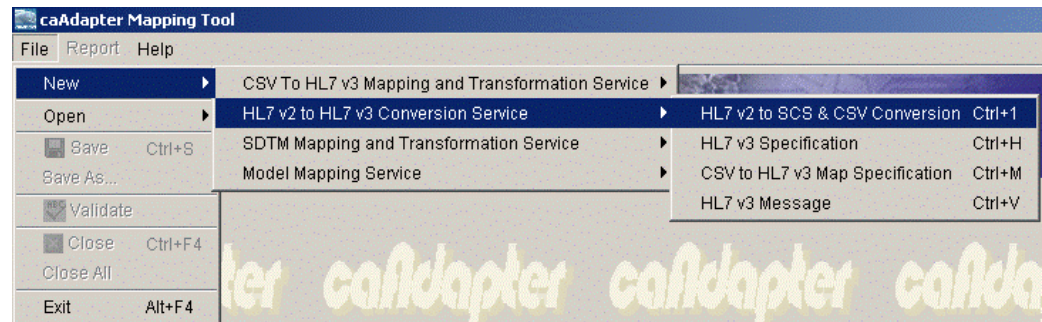 caAdapter Mapping Tool
File Report Help
New
Open
Save Ctrl+S
Save As...
Validate
Close Ctrl+F4
Close All
Exit Alt+F4
CSV To HL7 v3 Mapping and Transformation Service
HL7 v2 to HL7 v3 Conversion Service
SDTM Mapping and Transformation Service
Model Mapping Service
HL7 v2 to SCS & CSV Conversion Ctrl+1
HL7 v3 Specification Ctrl+H
CSV to HL7 v3 Map Specification Ctrl+M
HL7 v3 Message Ctrl+V
pter caAdapter caAda